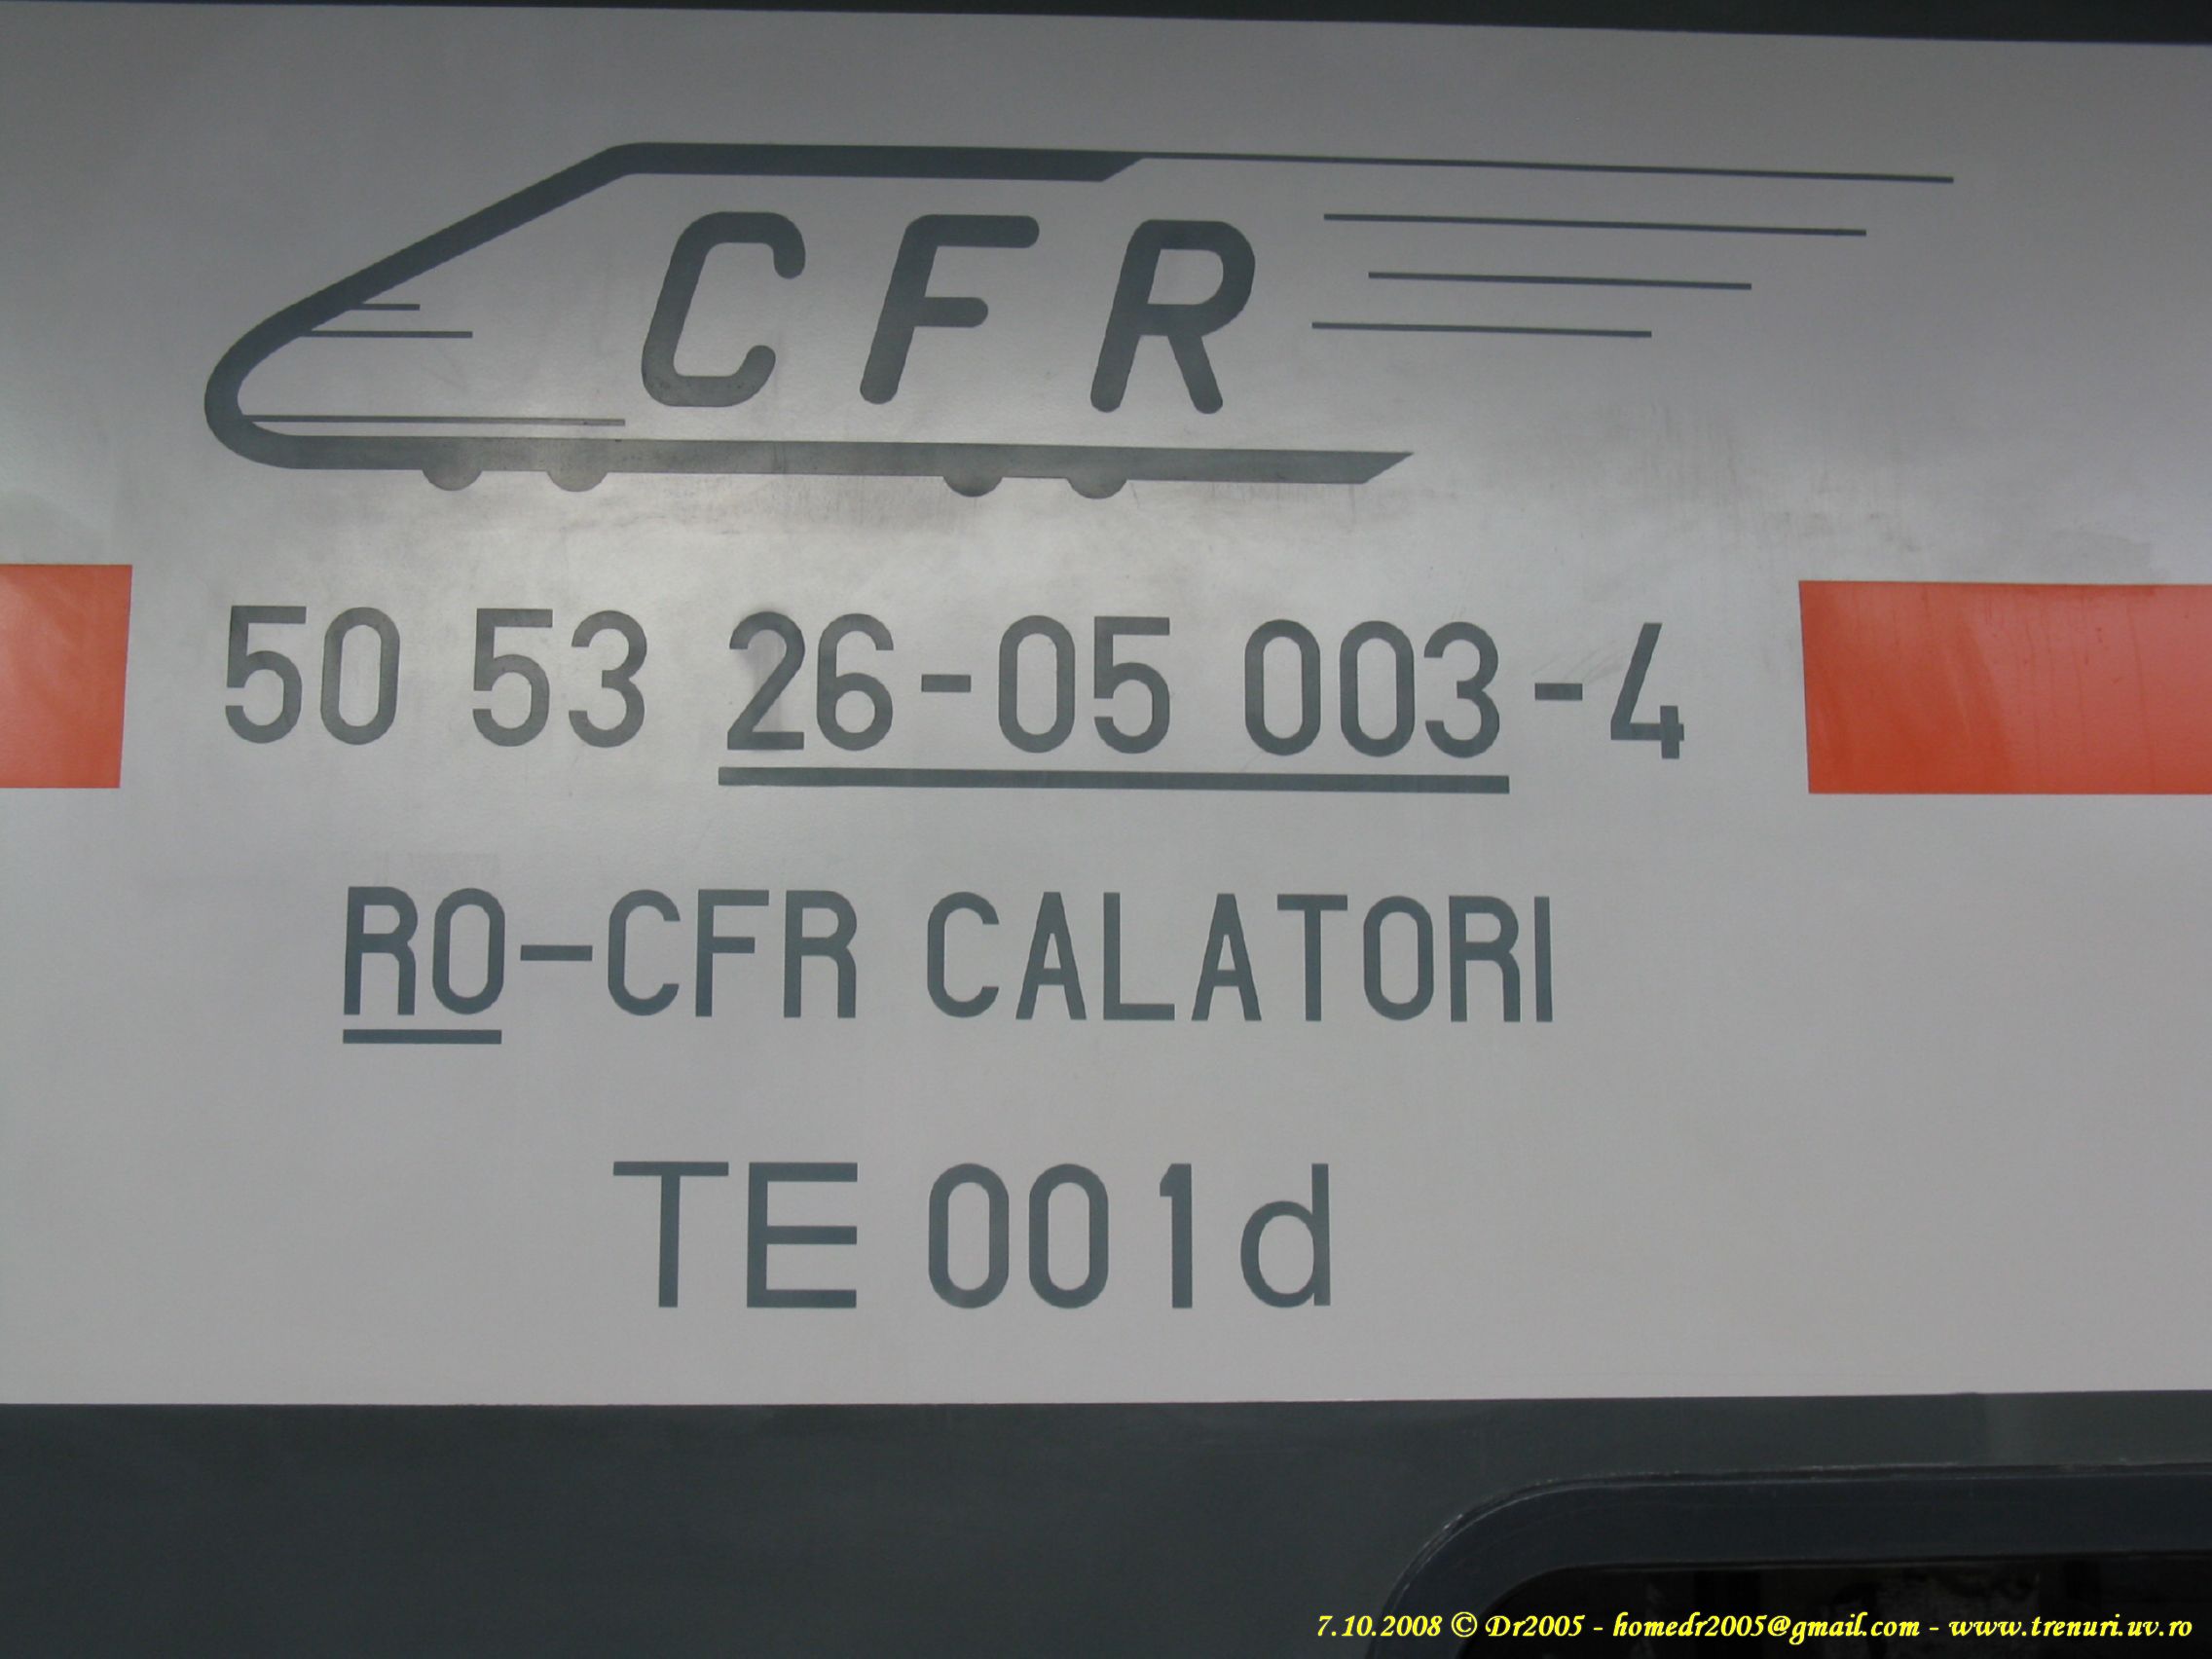 CFR
50 53 26-05 003-4
RO-CFR CALATORI
TE 001d
7.10.2008 © Dr2005 - homedr2005@gmail.com - www.trenuri.uv.ro